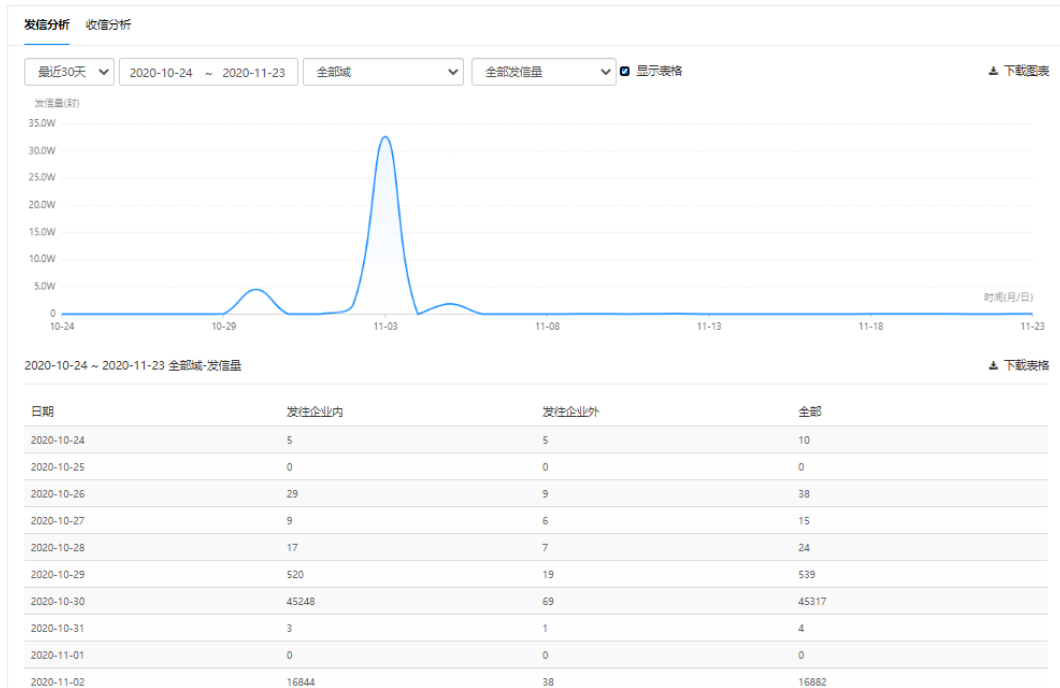 发信分析 收信分析
最近30天 2020-10-24 ~ 2020-11-23 全部域 全部发信量 显示表格 下载图表
发信量(封)
35.0W
30.0W
25.0W
20.0W
15.0W
10.0W
5.0W
时间(月/日)
0
10-24 10-29 11-03 11-08 11-13 11-18 11-23
2020-10-24 ~ 2020-11-23 全部域-发信量 下载表格
日期 发往企业内 发往企业外 全部
2020-10-24 5 5 10
2020-10-25 0 0 0
2020-10-26 29 9 38
2020-10-27 9 6 15
2020-10-28 17 7 24
2020-10-29 520 19 539
2020-10-30 45248 69 45317
2020-10-31 3 1 4
2020-11-01 0 0 0
2020-11-02 16844 38 16882